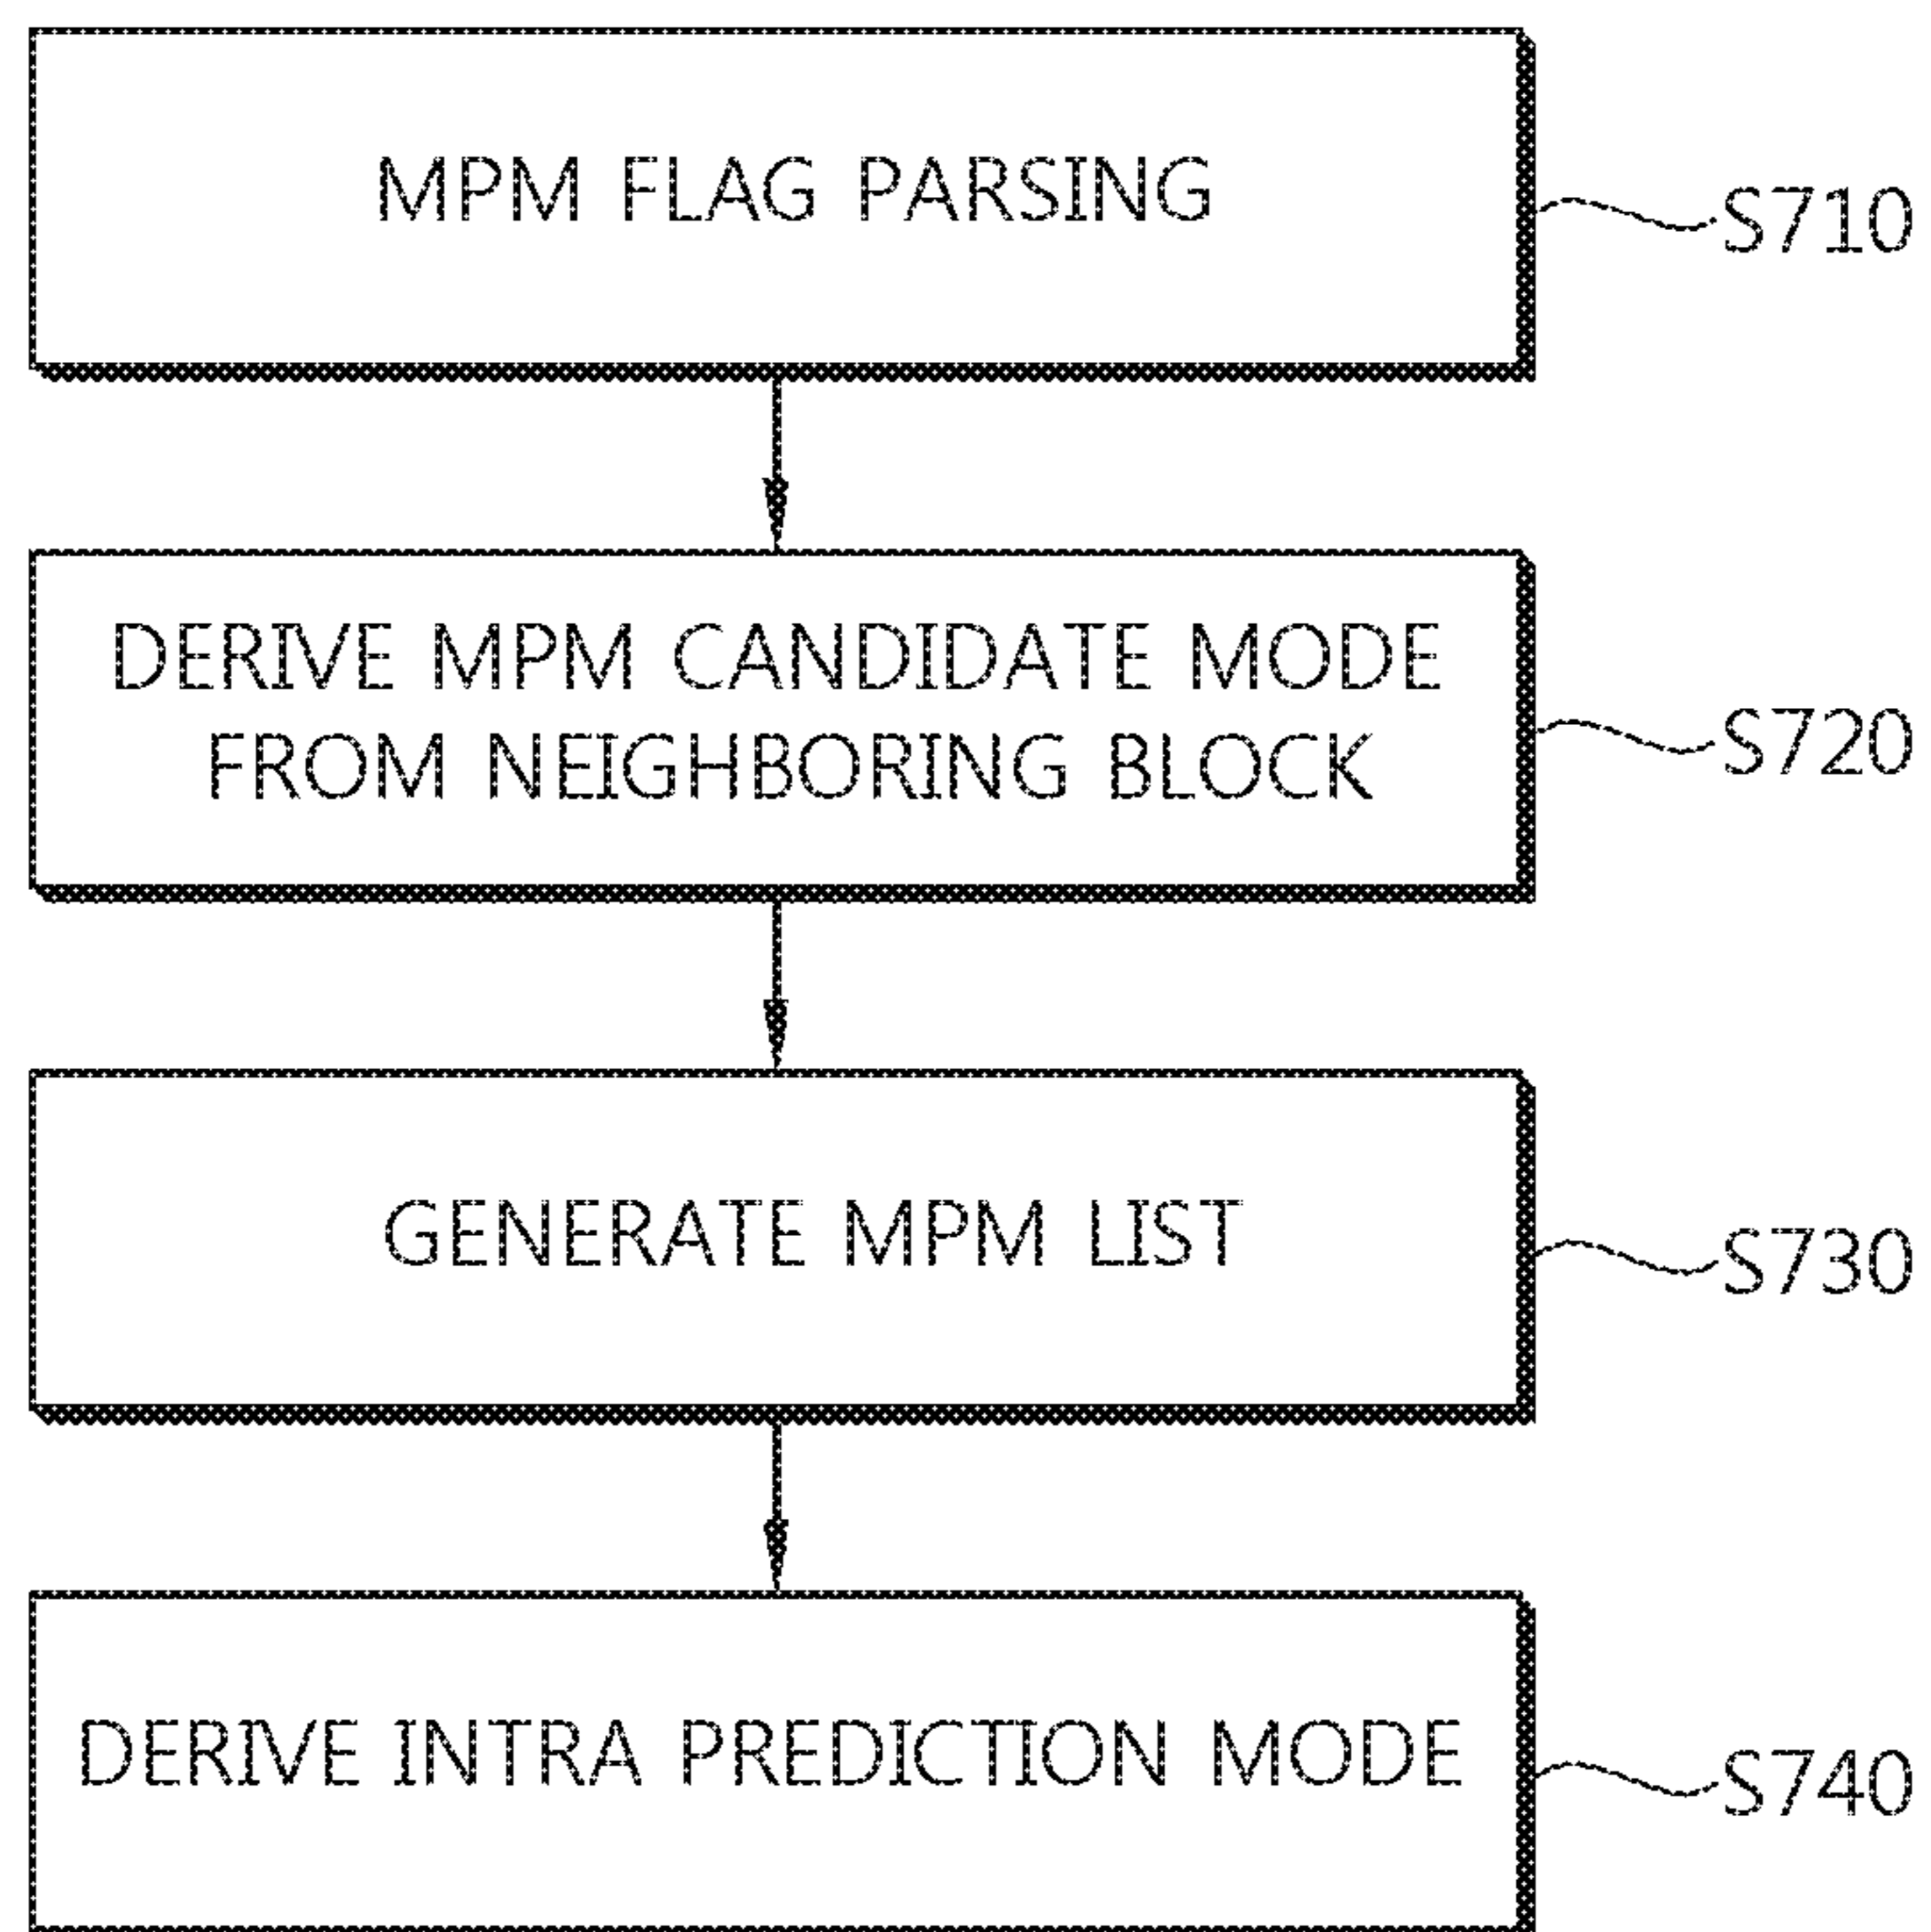 MPM FLAG PARSING
S710
DERIVE MPM CANDIDATE MODE
FROM NEIGHBORING BLOCK
S720
GENERATE MPM LIST
S730
DERIVE INTRA PREDICTION MODE
S740